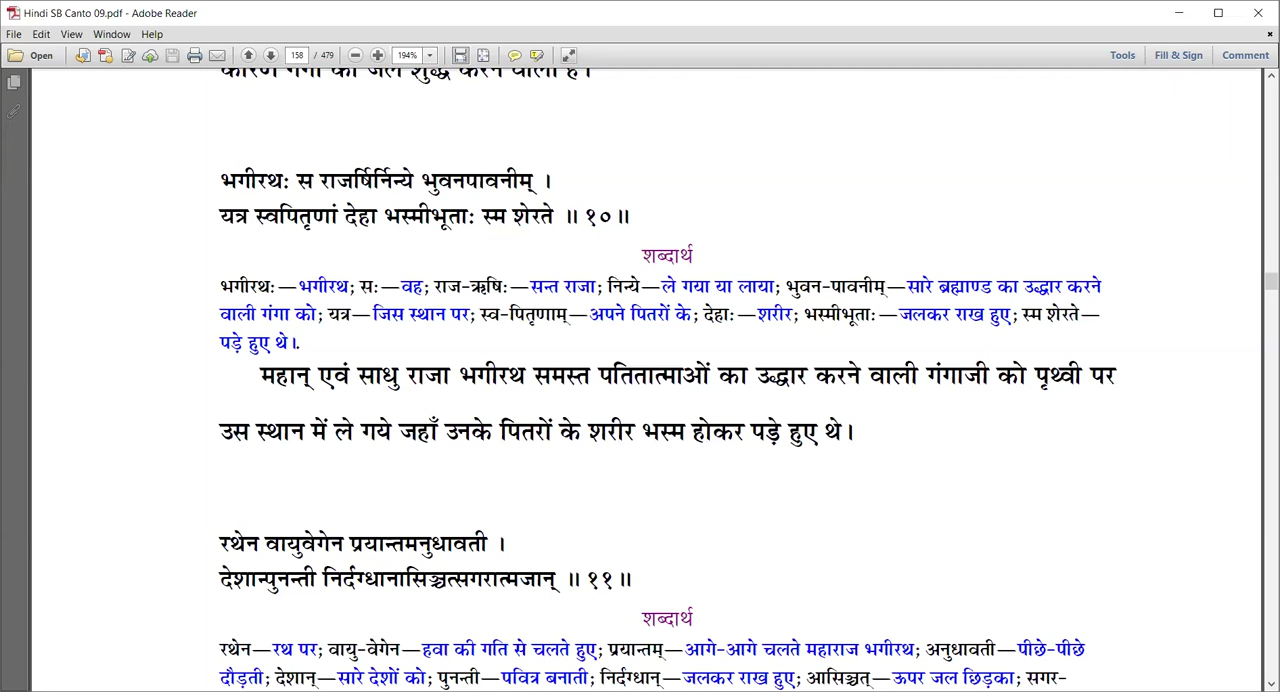 Hindi SB Canto 09.pdf - Adobe Reader
File Edit View Window Help
Open 158 / 479 194% Tools Fill & Sign Comment
कारण गंगा का जल शुद्ध करने वाला है।
भगीरथः स राजर्षिर्निन्ये भुवनपावनीम् ।
यत्र स्वपितृणां देहा भस्मीभूताः स्म शेरते ॥ १०॥
शब्दार्थ
भगीरथः—भगीरथ; सः—वह; राज-ऋषिः—सन्त राजा; निन्ये—ले गया या लाया; भुवन-पावनीम्—सारे ब्रह्माण्ड का उद्धार करने
वाली गंगा को; यत्र—जिस स्थान पर; स्व-पितृणाम्—अपने पितरों के; देहाः—शरीर; भस्मीभूताः—जलकर राख हुए; स्म शेरते—
पड़े हुए थे।.
महान् एवं साधु राजा भगीरथ समस्त पतितात्माओं का उद्धार करने वाली गंगाजी को पृथ्वी पर
उस स्थान में ले गये जहाँ उनके पितरों के शरीर भस्म होकर पड़े हुए थे।
रथेन वायुवेगेन प्रयान्तमनुधावती ।
देशान्पुनन्ती निर्दग्धानासिञ्चत्सगरात्मजान् ॥ ११॥
शब्दार्थ
रथेन—रथ पर; वायु-वेगेन—हवा की गति से चलते हुए; प्रयान्तम्—आगे-आगे चलते महाराज भगीरथ; अनुधावती—पीछे-पीछे
दौड़ती; देशान्—सारे देशों को; पुनन्ती—पवित्र बनाती; निर्दग्धान्—जलकर राख हुए; आसिञ्चत्—ऊपर जल छिड़का; सगर-